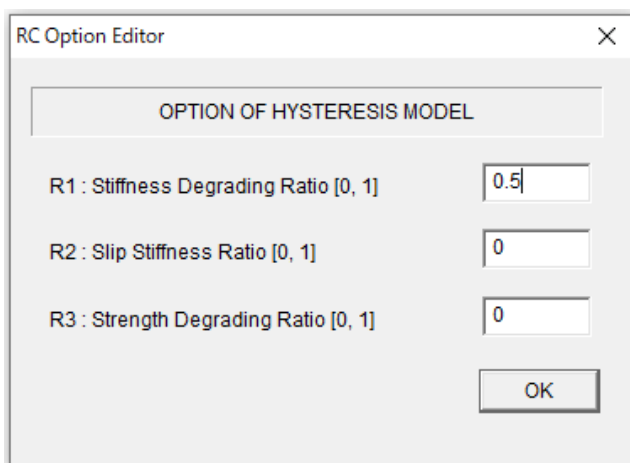 RC Option Editor
OPTION OF HYSTERESIS MODEL
R1 : Stiffness Degrading Ratio [0, 1] 0.5
R2 : Slip Stiffness Ratio [0, 1] 0
R3 : Strength Degrading Ratio [0, 1] 0
OK